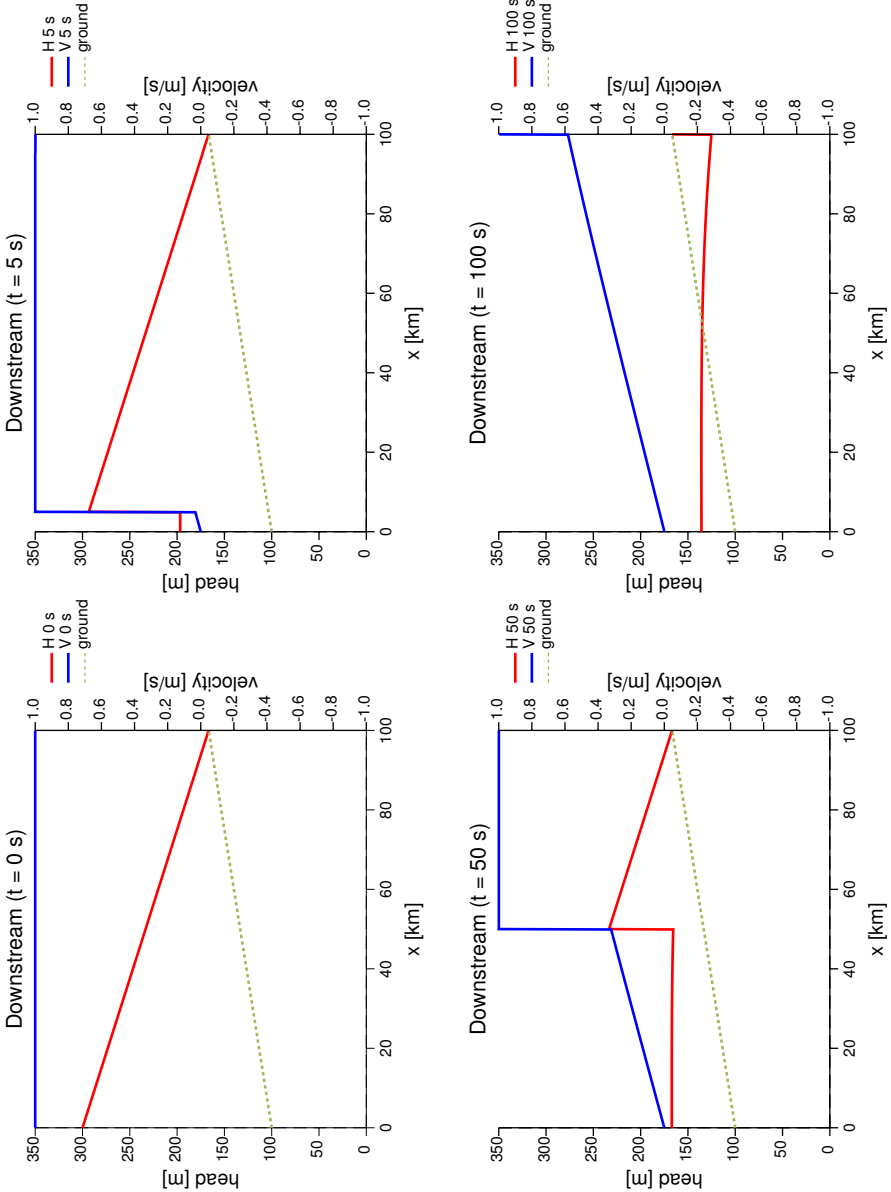 Downstream (t = 0 s)
H 0 s
V 0 s
ground
head [m]
350
300
250
200
150
100
50
0
velocity [m/s]
1.0
0.8
0.6
0.4
0.2
-0.0
-0.2
-0.4
-0.6
-0.8
-1.0
0 20 40 60 80 100
x [km]
Downstream (t = 5 s)
H 5 s
V 5 s
ground
head [m]
350
300
250
200
150
100
50
0
velocity [m/s]
1.0
0.8
0.6
0.4
0.2
-0.0
-0.2
-0.4
-0.6
-0.8
-1.0
0 20 40 60 80 100
x [km]
Downstream (t = 50 s)
H 50 s
V 50 s
ground
head [m]
350
300
250
200
150
100
50
0
velocity [m/s]
1.0
0.8
0.6
0.4
0.2
-0.0
-0.2
-0.4
-0.6
-0.8
-1.0
0 20 40 60 80 100
x [km]
Downstream (t = 100 s)
H 100 s
V 100 s
ground
head [m]
350
300
250
200
150
100
50
0
velocity [m/s]
1.0
0.8
0.6
0.4
0.2
-0.0
-0.2
-0.4
-0.6
-0.8
-1.0
0 20 40 60 80 100
x [km]